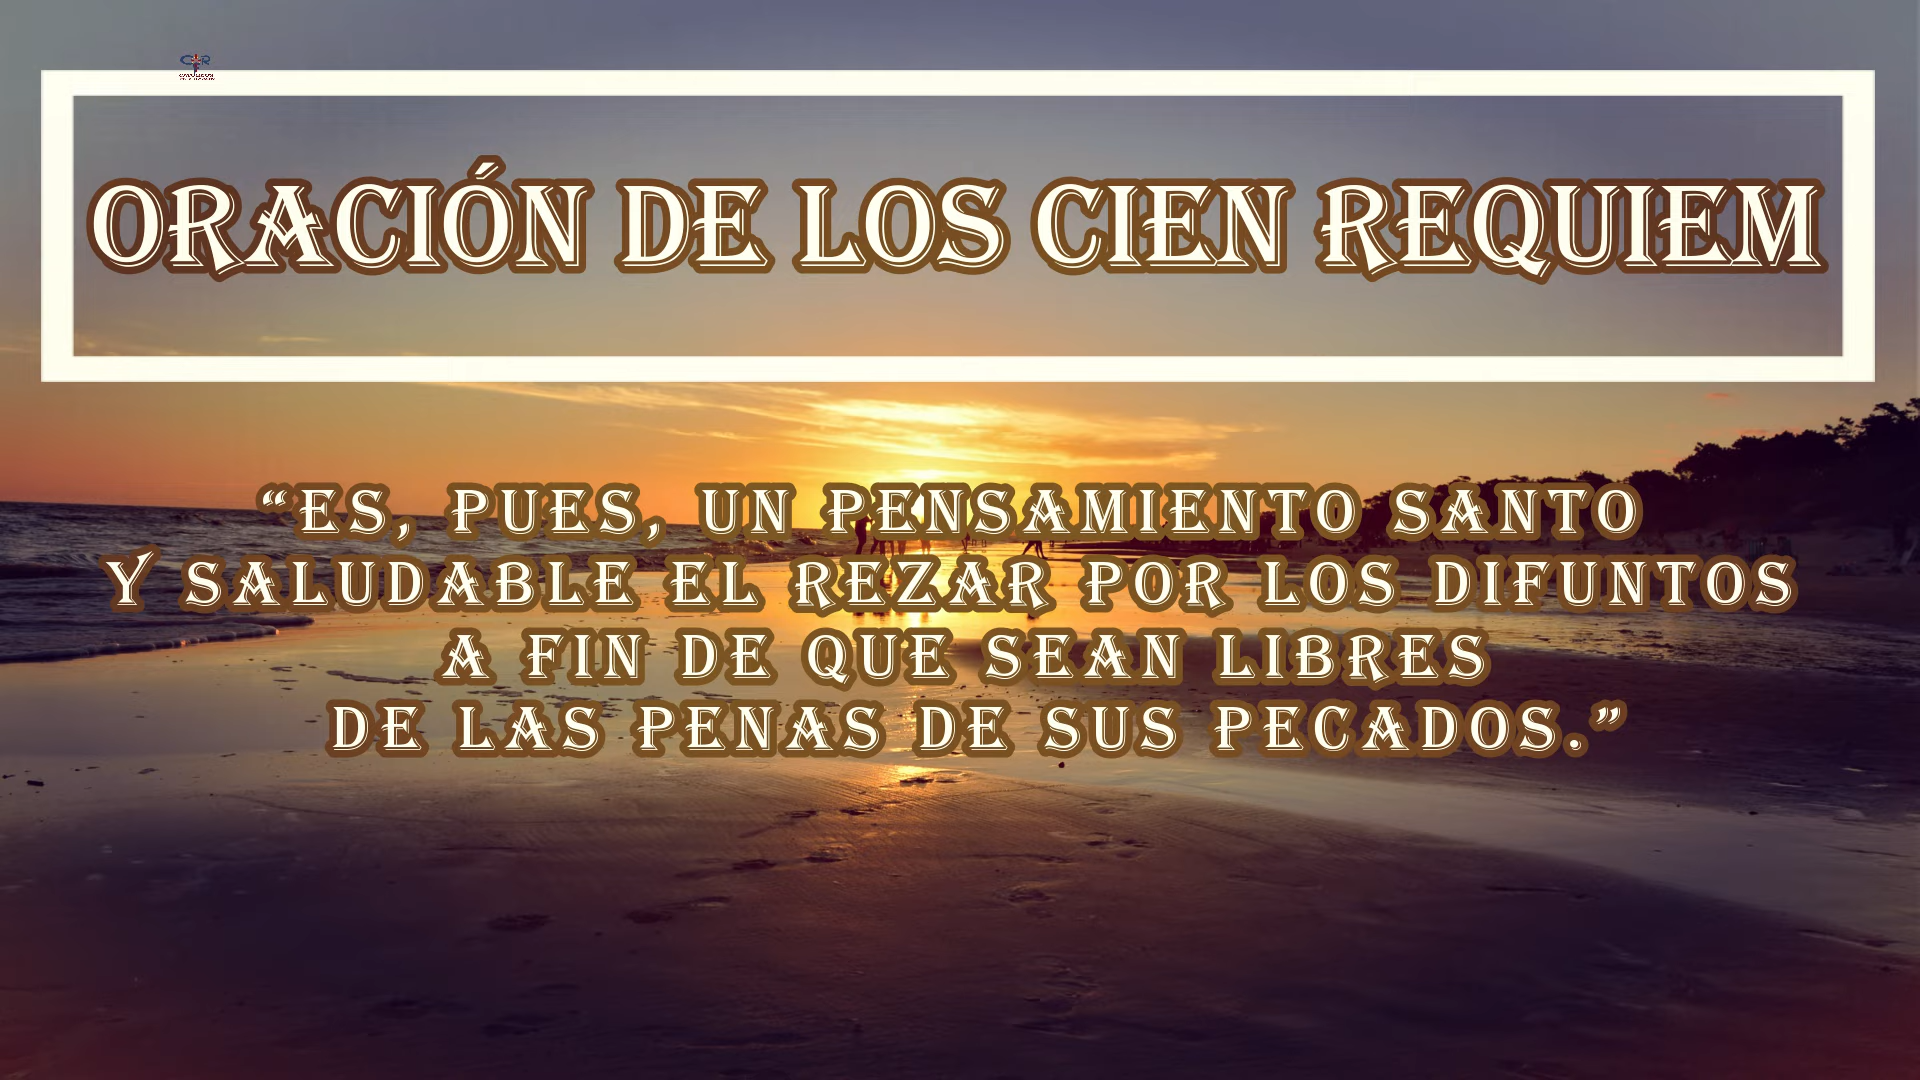 ORACIÓN DE LOS CIEN REQUIEM
“ES, PUES, UN PENSAMIENTO SANTO
Y SALUDABLE EL REZAR POR LOS DIFUNTOS
A FIN DE QUE SEAN LIBRES
DE LAS PENAS DE SUS PECADOS.”